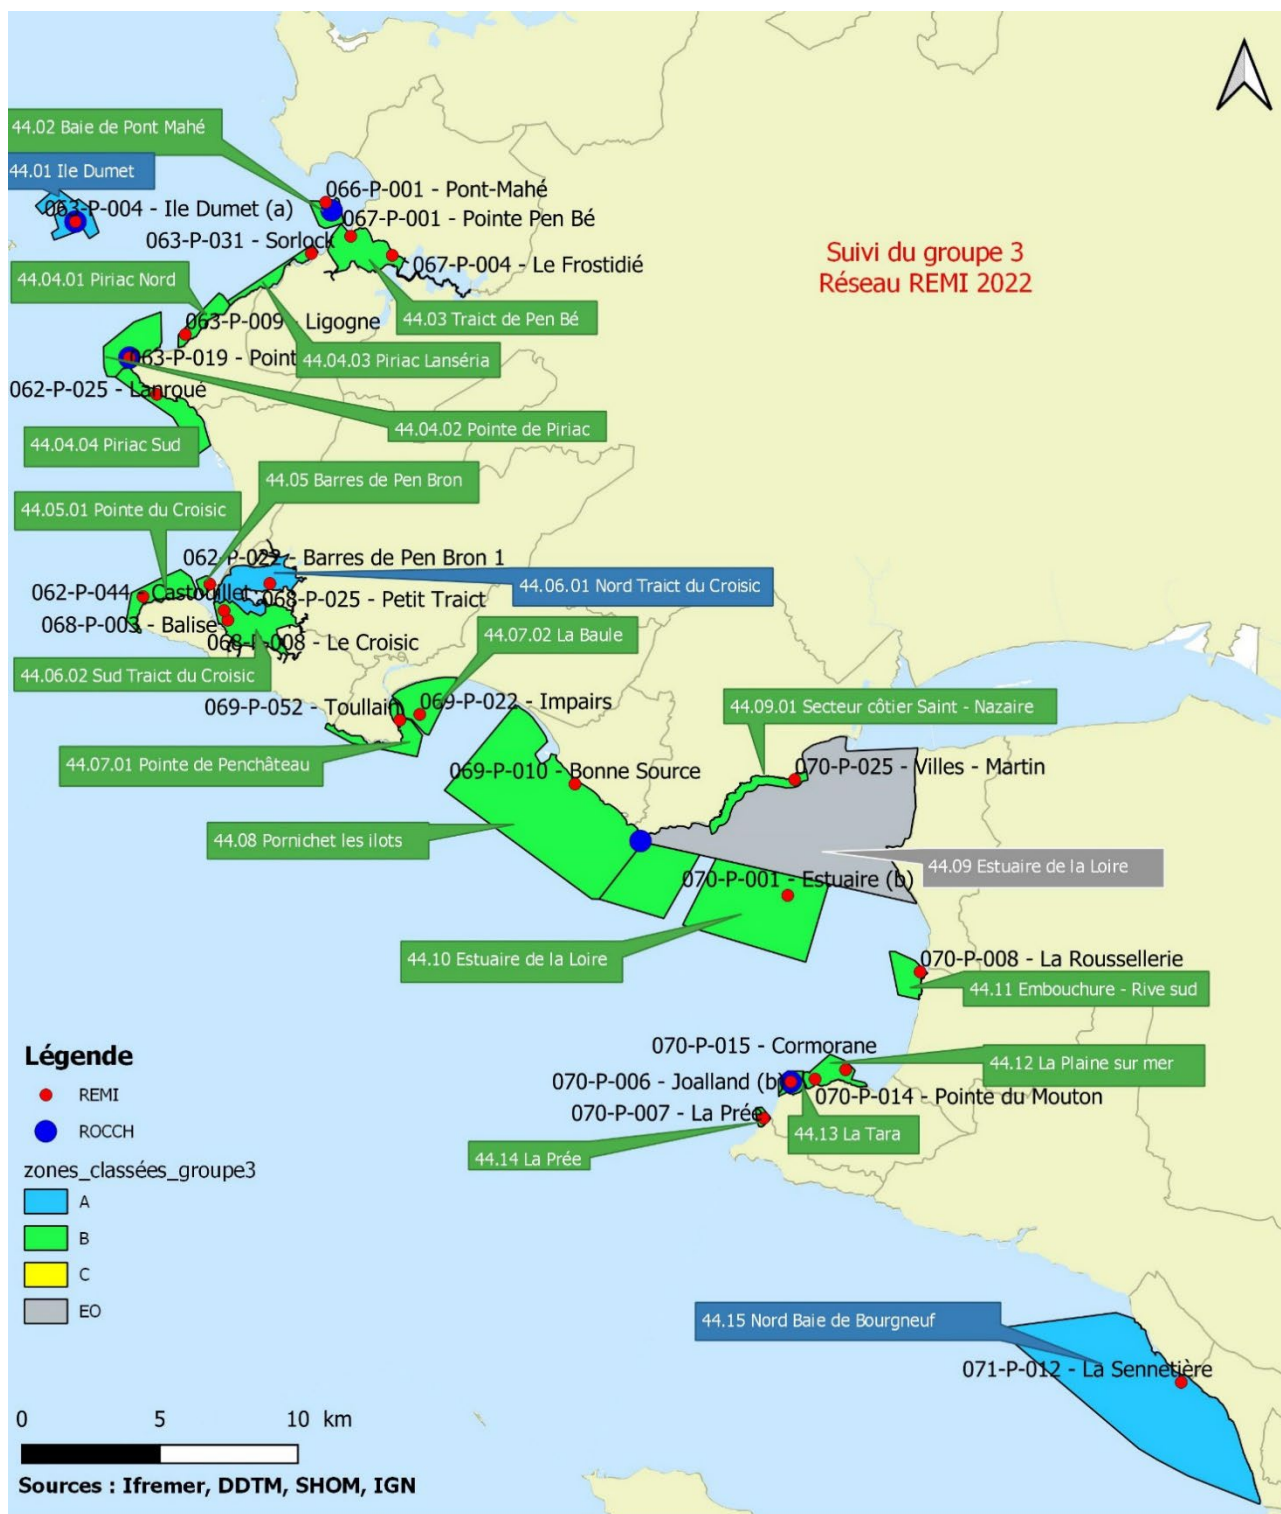 44.02 Baie de Pont Mahé
44.01 Ile Dumet
066-P-001 - Pont-Mahé
063-P-004 - Ile Dumet (a)
067-P-001 - Pointe Pen Bé
063-P-031 - Sorlock
067-P-004 - Le Frostidié
Suivi du groupe 3
Réseau REMI 2022
44.04.01 Piriac Nord
063-P-009 - Ligogne
44.03 Traict de Pen Bé
063-P-019 - Point
44.04.03 Piriac Lanséria
062-P-025 - Lanroué
44.04.02 Pointe de Piriac
44.04.04 Piriac Sud
44.05 Barres de Pen Bron
44.05.01 Pointe du Croisic
062-P-022 - Barres de Pen Bron 1
44.06.01 Nord Traict du Croisic
062-P-044 - Castouillet
068-P-025 - Petit Traict
068-P-003 - Balise
068-P-008 - Le Croisic
44.07.02 La Baule
44.06.02 Sud Traict du Croisic
069-P-052 - Toullain
069-P-022 - Impairs
44.09.01 Secteur côtier Saint - Nazaire
44.07.01 Pointe de Penchâteau
069-P-010 - Bonne Source
070-P-025 - Villes - Martin
44.08 Pornichet les ilots
44.09 Estuaire de la Loire
070-P-001 - Estuaire (b)
44.10 Estuaire de la Loire
070-P-008 - La Roussellerie
44.11 Embouchure - Rive sud
070-P-015 - Cormorane
44.12 La Plaine sur mer
070-P-006 - Joalland (b)
070-P-014 - Pointe du Mouton
070-P-007 - La Prée
44.13 La Tara
44.14 La Prée
Légende
REMI
ROCCH
zones_classées_groupe3
A
B
C
EO
44.15 Nord Baie de Bourgneuf
071-P-012 - La Sennetière
0 5 10 km
Sources : Ifremer, DDTM, SHOM, IGN